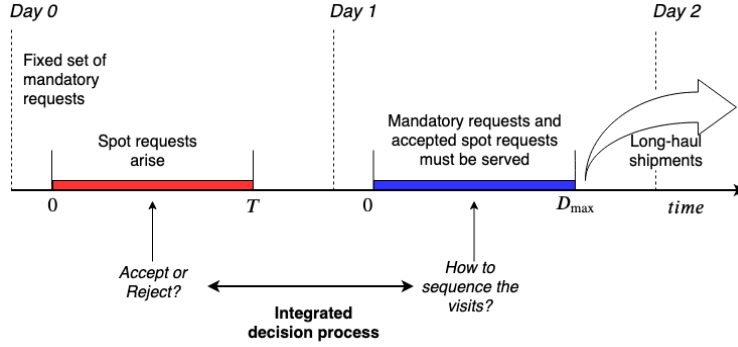 Day 0
Day 1
Day 2
Fixed set of
mandatory
requests
Spot requests
arise
Mandatory requests and
accepted spot requests
must be served
Long-haul
shipments
0
T
0
Dmax
time
Accept or
Reject?
How to
sequence the
visits?
Integrated
decision process